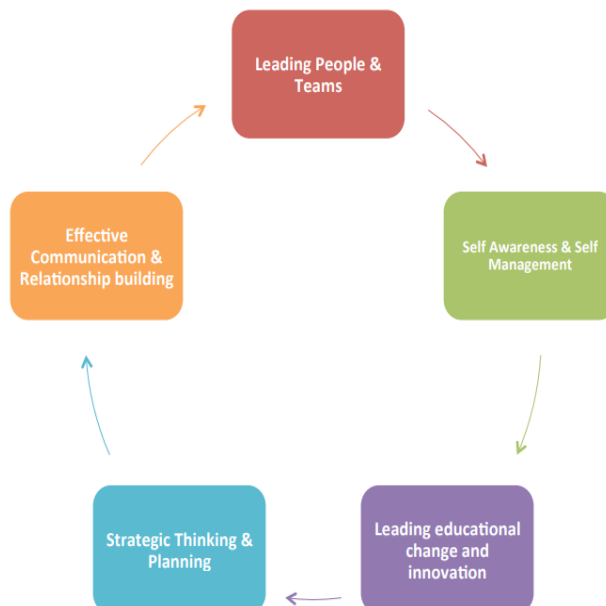 Leading People &
Teams
Self Awareness & Self
Management
Leading educational
change and
innovation
Strategic Thinking &
Planning
Effective
Communication &
Relationship building